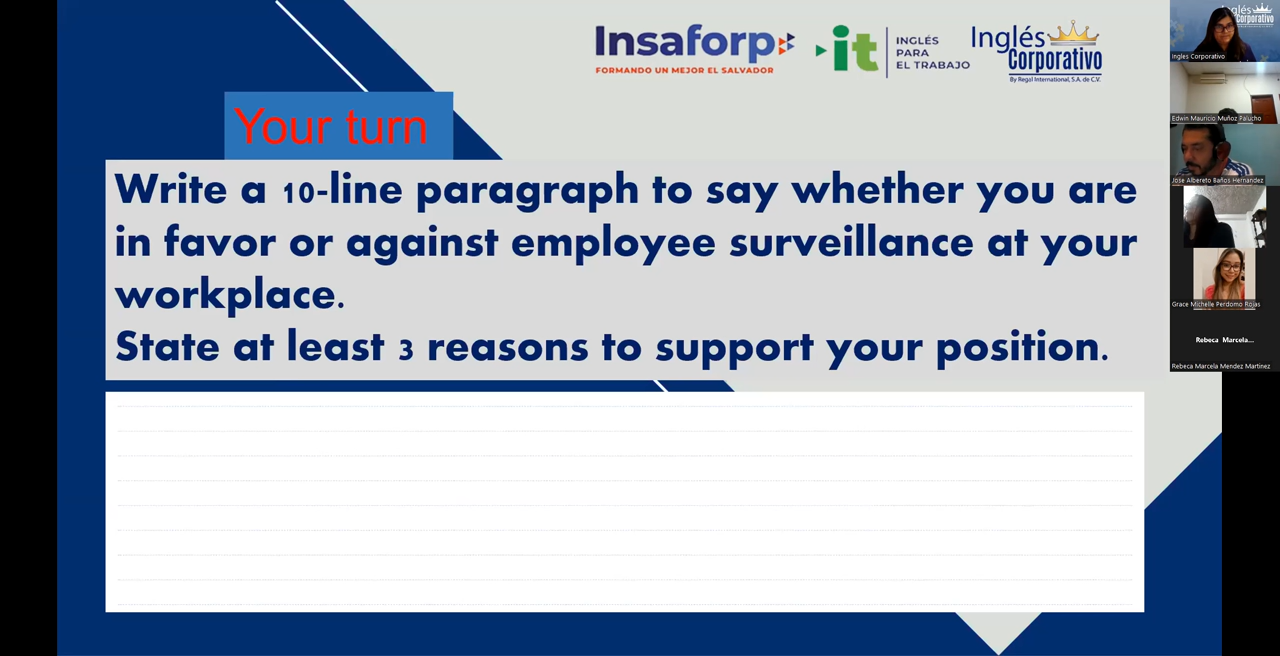 Insaforp
FORMANDO UN MEJOR EL SALVADOR
it
INGLÉS
PARA
EL TRABAJO
Inglés
Corporativo
By Regal International, S.A. de C.V.
Your turn
Write a 10-line paragraph to say whether you are
in favor or against employee surveillance at your
workplace.
State at least 3 reasons to support your position.
Inglés
Corporativo
Ingles Corporativo
Edwin Mauricio Muñoz Palucho
Jose Albereto Baños Hernandez
Grace Michelle Perdomo Rojas
Rebeca Marcela...
Rebeca Marcela Mendez Martinez